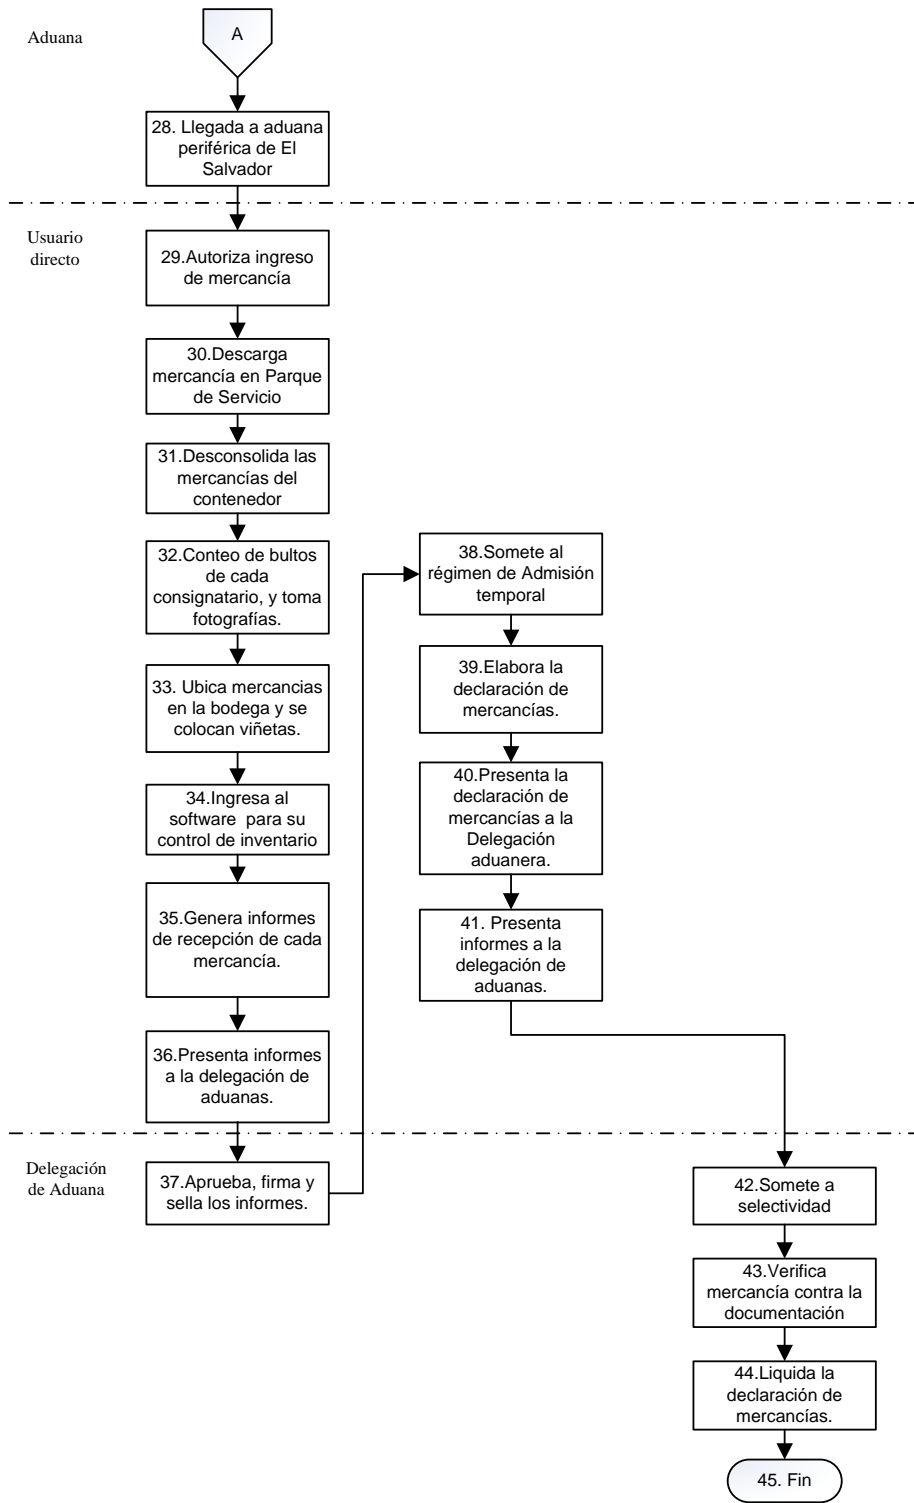 Aduana
A
28. Llegada a aduana
periférica de El
Salvador
Usuario
directo
29.Autoriza ingreso
de mercancía
30.Descarga
mercancía en Parque
de Servicio
31.Desconsolida las
mercancías del
contenedor
32.Conteo de bultos
de cada
consignatario, y toma
fotografías.
33. Ubica mercancias
en la bodega y se
colocan viñetas.
34.Ingresa al
software  para su
control de inventario
35.Genera informes
de recepción de cada
mercancía.
36.Presenta informes
a la delegación de
aduanas.
Delegación
de Aduana
37.Aprueba, firma y
sella los informes.
38.Somete al
régimen de Admisión
temporal
39.Elabora la
declaración de
mercancías.
40.Presenta la
declaración de
mercancías a la
Delegación
aduanera.
41. Presenta
informes a la
delegación de
aduanas.
42.Somete a
selectividad
43.Verifica
mercancía contra la
documentación
44.Liquida la
declaración de
mercancías.
45. Fin